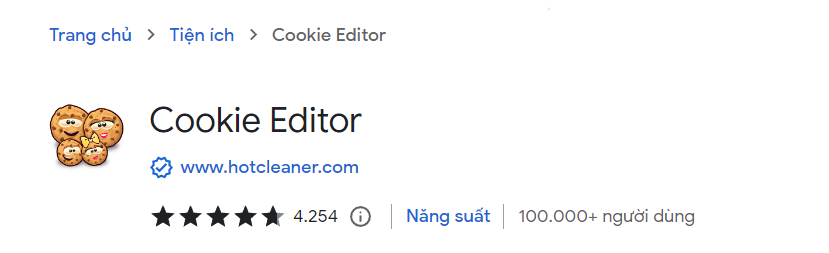 Trang chủ > Tiện ích > Cookie Editor
Cookie Editor
www.hotcleaner.com
4.254 Năng suất 100.000+ người dùng